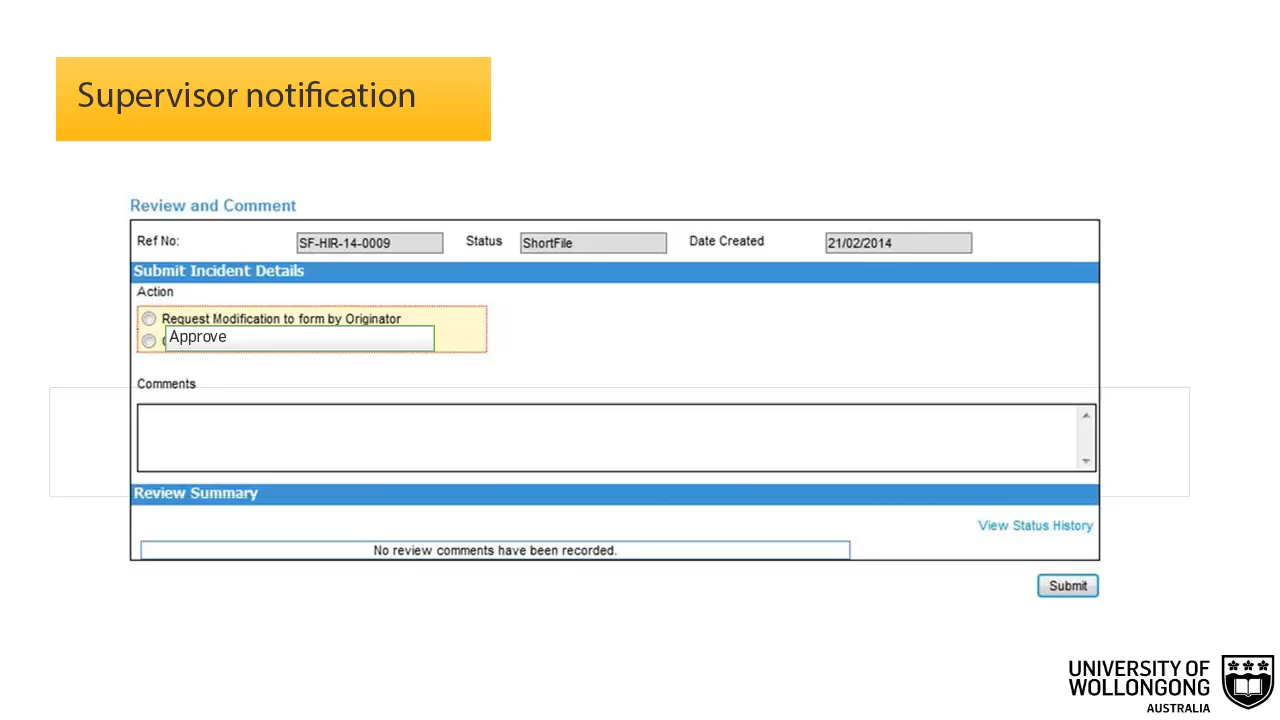 Supervisor notification
Review and Comment
Ref No: SF-HIR-14-0009 Status ShortFile Date Created 21/02/2014
Submit Incident Details
Action
Request Modification to form by Originator
Approve
Comments
Review Summary
View Status History
No review comments have been recorded.
Submit
UNIVERSITY OF
WOLLONGONG
AUSTRALIA